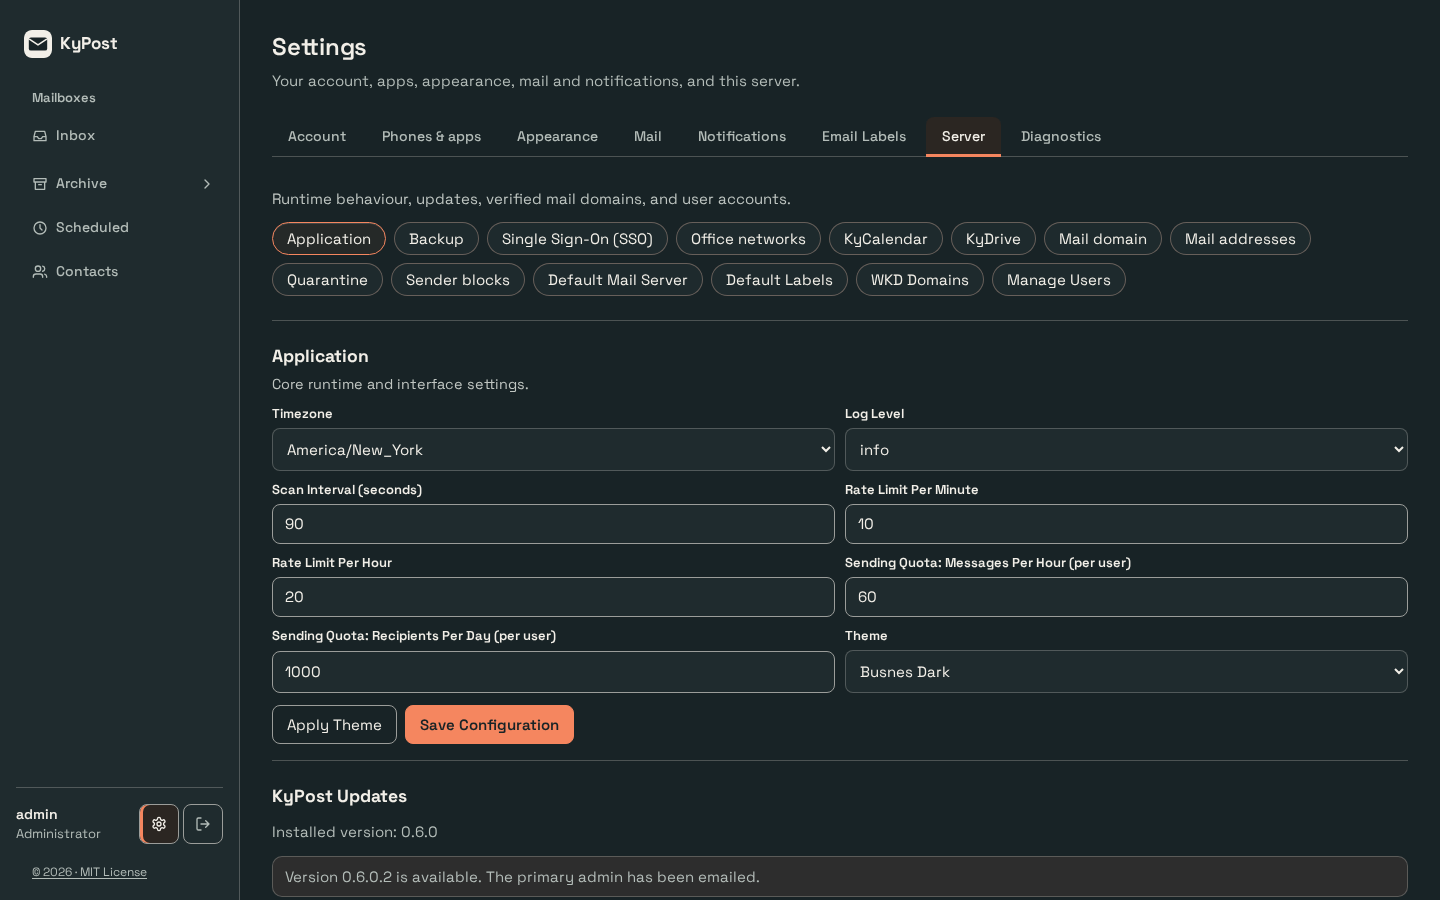 KyPost
Mailboxes
Inbox
Archive
Scheduled
Contacts
admin
Administrator
© 2026 · MIT License
Settings
Your account, apps, appearance, mail and notifications, and this server.
Account Phones & apps Appearance Mail Notifications Email Labels Server Diagnostics
Runtime behaviour, updates, verified mail domains, and user accounts.
Application Backup Single Sign-On (SSO) Office networks KyCalendar KyDrive Mail domain Mail addresses
Quarantine Sender blocks Default Mail Server Default Labels WKD Domains Manage Users
Application
Core runtime and interface settings.
Timezone Log Level
America/New_York info
Scan Interval (seconds) Rate Limit Per Minute
90 10
Rate Limit Per Hour Sending Quota: Messages Per Hour (per user)
20 60
Sending Quota: Recipients Per Day (per user) Theme
1000 Busnes Dark
Apply Theme Save Configuration
KyPost Updates
Installed version: 0.6.0
Version 0.6.0.2 is available. The primary admin has been emailed.